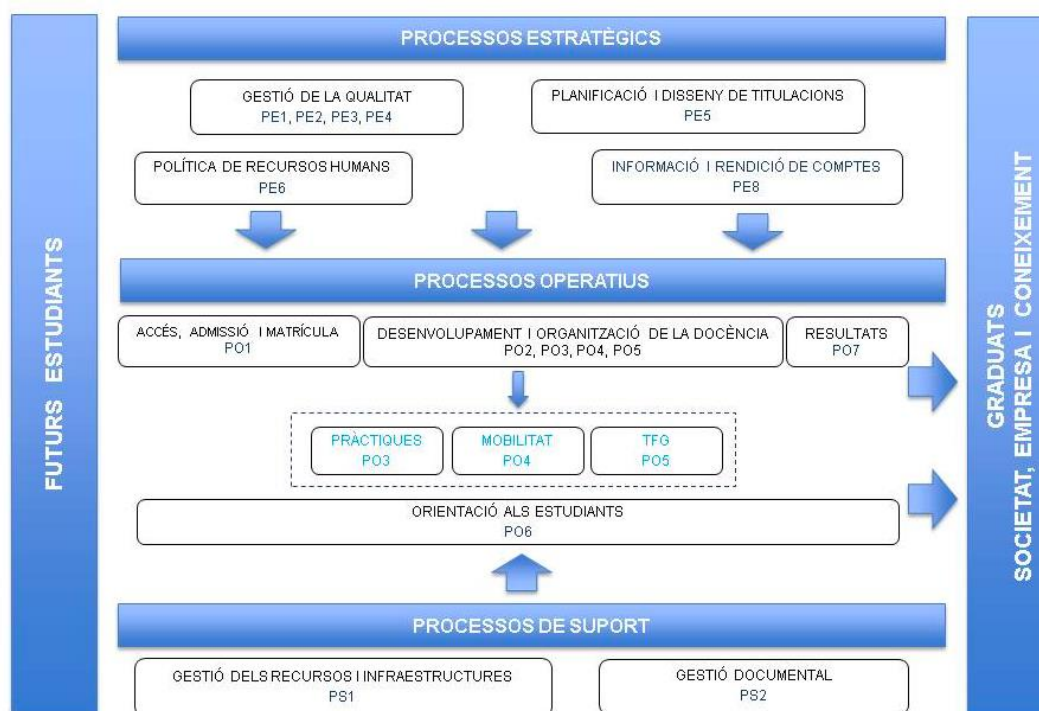 FUTURS ESTUDIANTS
PROCESSOS ESTRATÈGICS
GESTIÓ DE LA QUALITAT
PE1, PE2, PE3, PE4
PLANIFICACIÓ I DISSENY DE TITULACIONS
PE5
POLÍTICA DE RECURSOS HUMANS
PE6
INFORMACIÓ I RENDICIÓ DE COMPTES
PE8
PROCESSOS OPERATIUS
ACCÉS, ADMISSIÓ I MATRÍCULA
PO1
DESENVOLUPAMENT I ORGANITZACIÓ DE LA DOCÈNCIA
PO2, PO3, PO4, PO5
RESULTATS
PO7
PRÀCTIQUES
PO3
MOBILITAT
PO4
TFG
PO5
ORIENTACIÓ ALS ESTUDIANTS
PO6
PROCESSOS DE SUPORT
GESTIÓ DELS RECURSOS I INFRAESTRUCTURES
PS1
GESTIÓ DOCUMENTAL
PS2
GRADUATS
SOCIETAT, EMPRESA I CONEIXEMENT